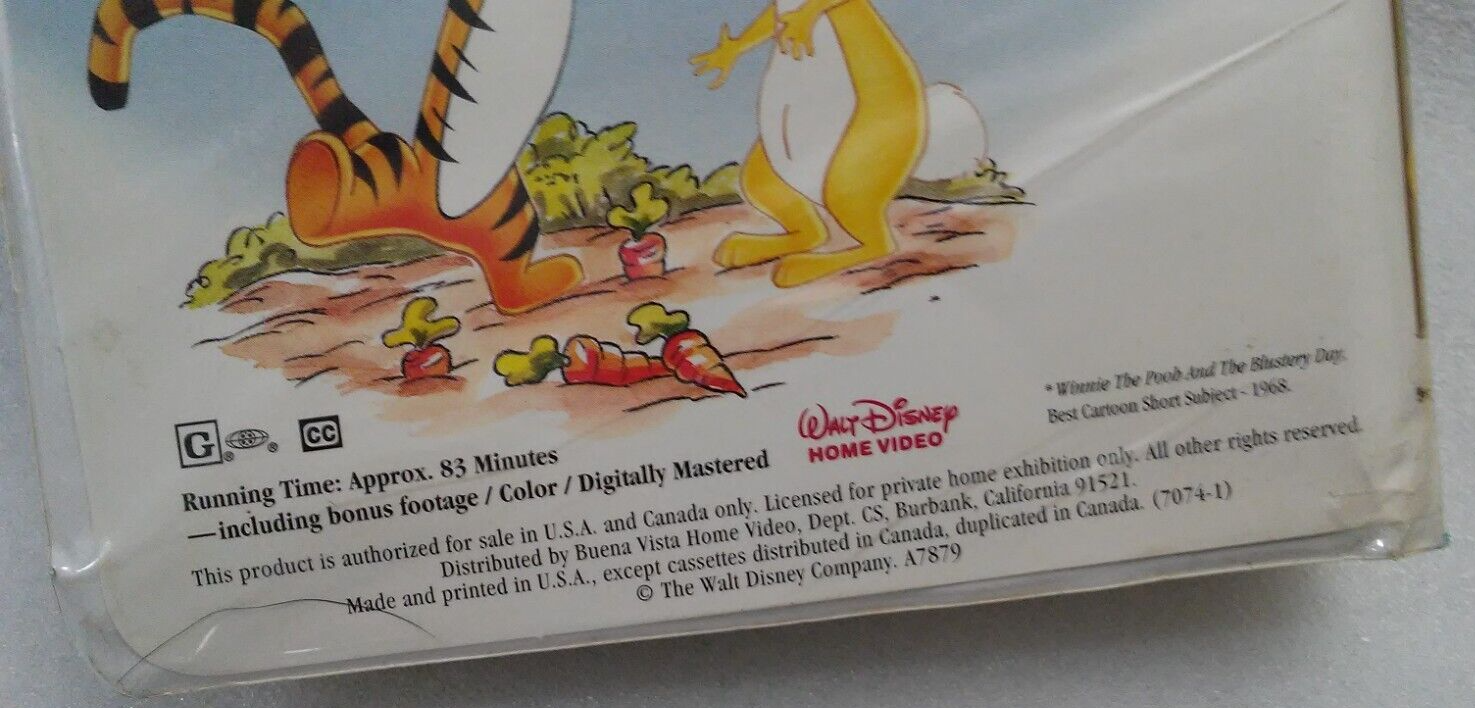 * Winnie The Pooh And The Blustery Day.
Best Cartoon Short Subject - 1968.
G ® ® CC
WALT DISNEY
HOME VIDEO
Running Time: Approx. 83 Minutes
—including bonus footage / Color / Digitally Mastered
This product is authorized for sale in U.S.A. and Canada only. Licensed for private home exhibition only. All other rights reserved.
Distributed by Buena Vista Home Video, Dept. CS, Burbank, California 91521.
Made and printed in U.S.A., except cassettes distributed in Canada, duplicated in Canada. (7074-1)
© The Walt Disney Company. A7879